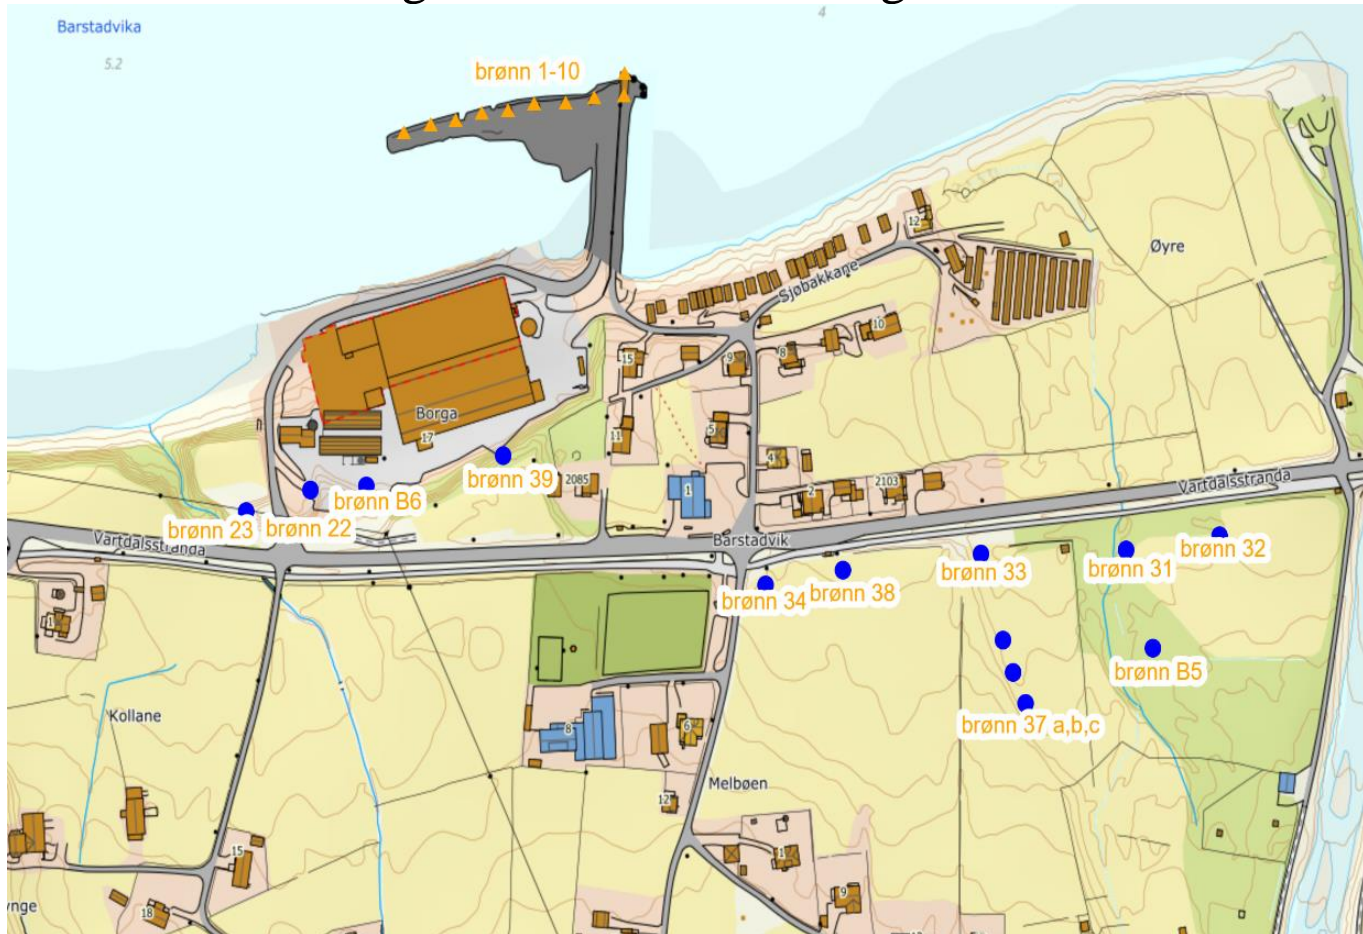 4
Barstadvika
5.2
brønn 1-10
12
Øyre
Sjøbakkane
10
15
9
8
Borga
17
11
5
brønn 39
4
2085
1
2
2103
Vartdalsstranda
brønn B6
brønn 23
brønn 22
Vartdalsstranda
Barstadvik
brønn 32
brønn 31
brønn 33
brønn 38
brønn 34
1
brønn B5
Kollane
8
6
brønn 37 a,b,c
Melbøen
12
15
1
9
18